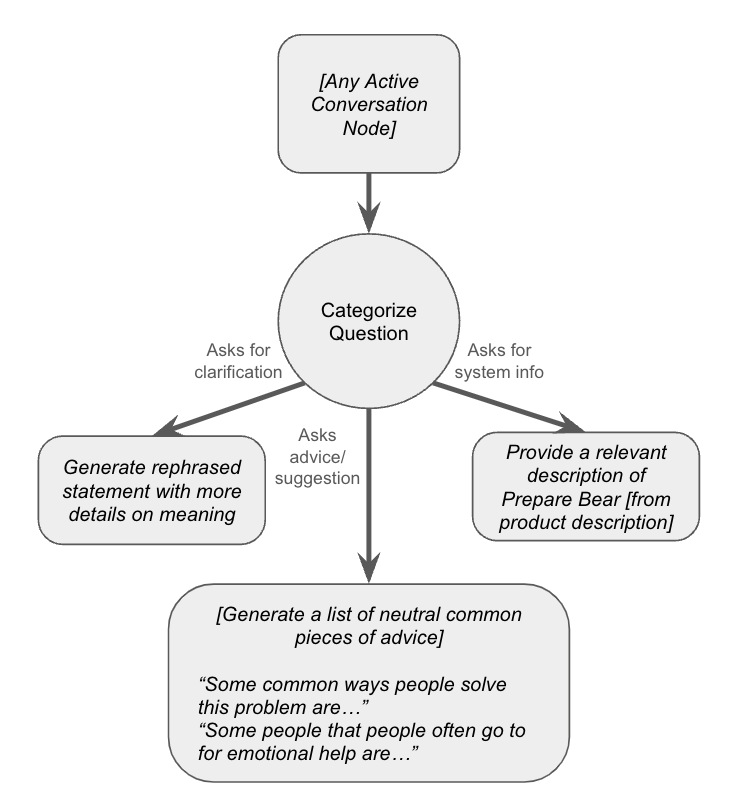 [Any Active
Conversation
Node]
Categorize
Question
Asks for
clarification
Asks for
system info
Asks
advice/
suggestion
Generate rephrased
statement with more
details on meaning
Provide a relevant
description of
Prepare Bear [from
product description]
[Generate a list of neutral common
pieces of advice]
“Some common ways people solve
this problem are…”
“Some people that people often go to
for emotional help are…”